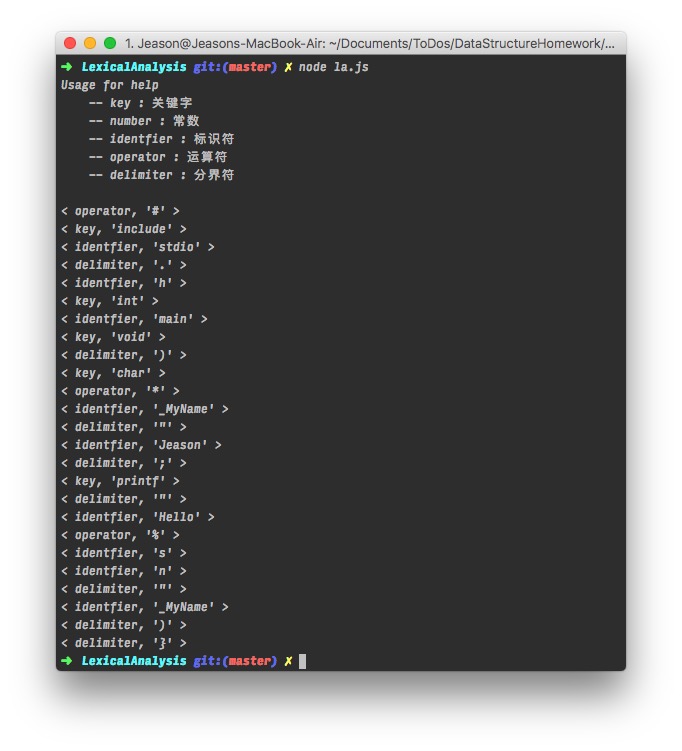 1. Jeason@Jeasons-MacBook-Air: ~/Documents/ToDos/DataStructureHomework/...
➜ LexicalAnalysis git:(master) ✗ node la.js
Usage for help
-- key : 关键字
-- number : 常数
-- identfier : 标识符
-- operator : 运算符
-- delimiter : 分界符
< operator, '#' >
< key, 'include' >
< identfier, 'stdio' >
< delimiter, '.' >
< identfier, 'h' >
< key, 'int' >
< identfier, 'main' >
< key, 'void' >
< delimiter, ')' >
< key, 'char' >
< operator, '*' >
< identfier, '_MyName' >
< delimiter, '"' >
< identfier, 'Jeason' >
< delimiter, ';' >
< key, 'printf' >
< delimiter, '"' >
< identfier, 'Hello' >
< operator, '%' >
< identfier, 's' >
< identfier, 'n' >
< delimiter, '"' >
< identfier, '_MyName' >
< delimiter, ')' >
< delimiter, '}' >
➜ LexicalAnalysis git:(master) ✗